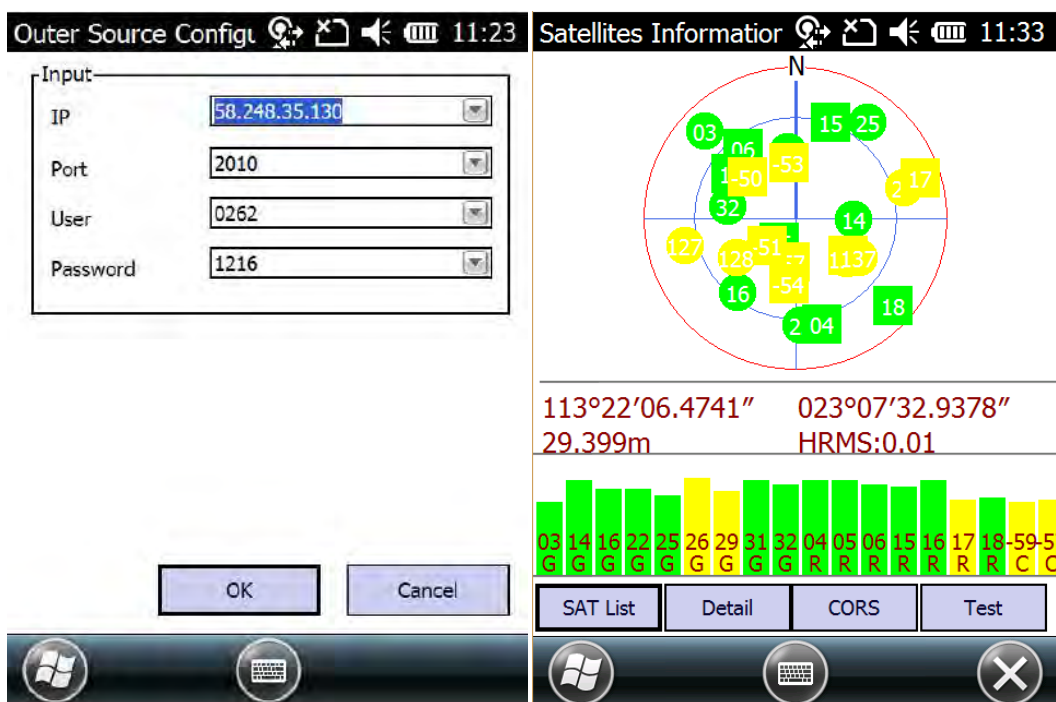 Outer Source Configu 11:23
Input
IP 58.248.35.130
Port 2010
User 0262
Password 1216
OK Cancel
Satellites Information 11:33
N
03 15 25
06
-53
-50
17
32
14
127
128 -51 1137
-54
16
18
04
113°22′06.4741″ 023°07′32.9378″
29.399m HRMS:0.01
03 14 16 22 25 26 29 31 32 04 05 06 15 16 17 18 -59 -5
G G G G G G G G G R R R R R R R C C
SAT List Detail CORS Test